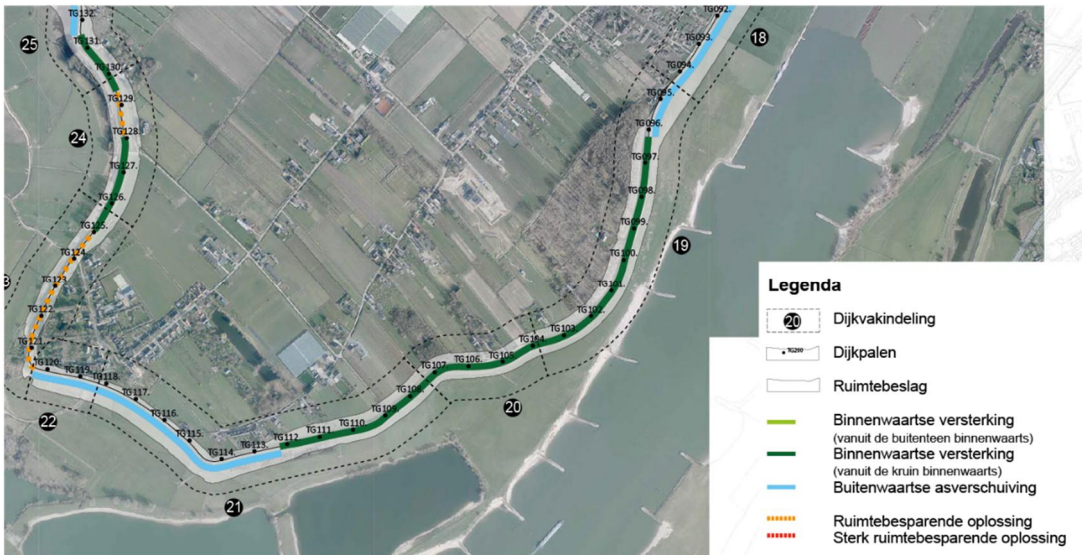 TG132.
25
TG131.
TG130.
TG129.
24
TG128.
TG127.
TG126.
TG125.
TG124.
3
TG123.
TG122.
TG121.
TG120.
TG119.
TG118.
TG117.
22
TG116.
TG115.
TG114.
TG113.
TG112.
TG111.
TG110.
21
TG109.
TG108.
TG107.
TG106.
TG105.
TG104.
20
TG103.
TG102.
TG101.
TG100.
19
TG099.
TG098.
TG097.
TG096.
TG095.
TG094.
TG093.
TG092.
18
Legenda
20 Dijkvakindeling
TG200 Dijkpalen
Ruimtebeslag
Binnenwaartse versterking
(vanuit de buitenteen binnenwaarts)
Binnenwaartse versterking
(vanuit de kruin binnenwaarts)
Buitenwaartse asverschuiving
Ruimtebesparende oplossing
Sterk ruimtebesparende oplossing